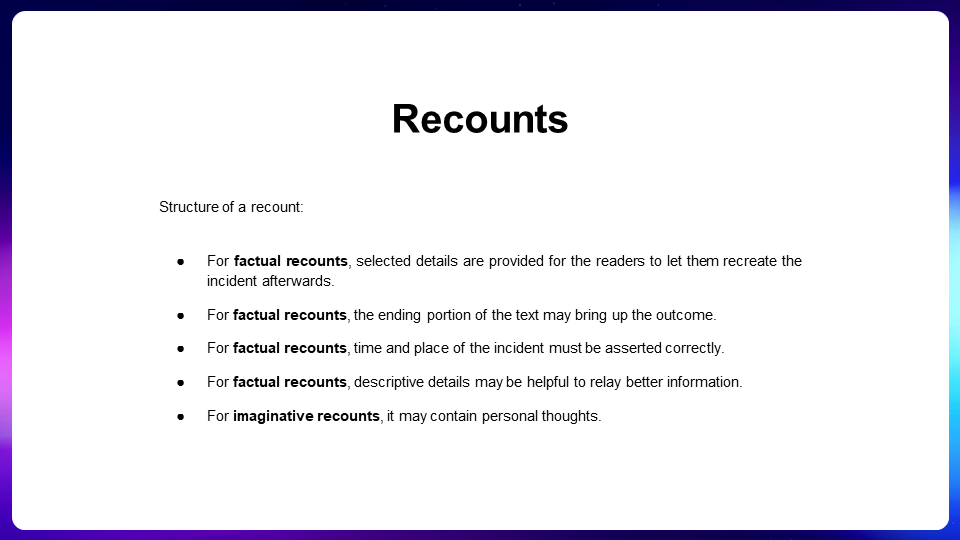 Recounts
Structure of a recount:
● For factual recounts, selected details are provided for the readers to let them recreate the
incident afterwards.
● For factual recounts, the ending portion of the text may bring up the outcome.
● For factual recounts, time and place of the incident must be asserted correctly.
● For factual recounts, descriptive details may be helpful to relay better information.
● For imaginative recounts, it may contain personal thoughts.